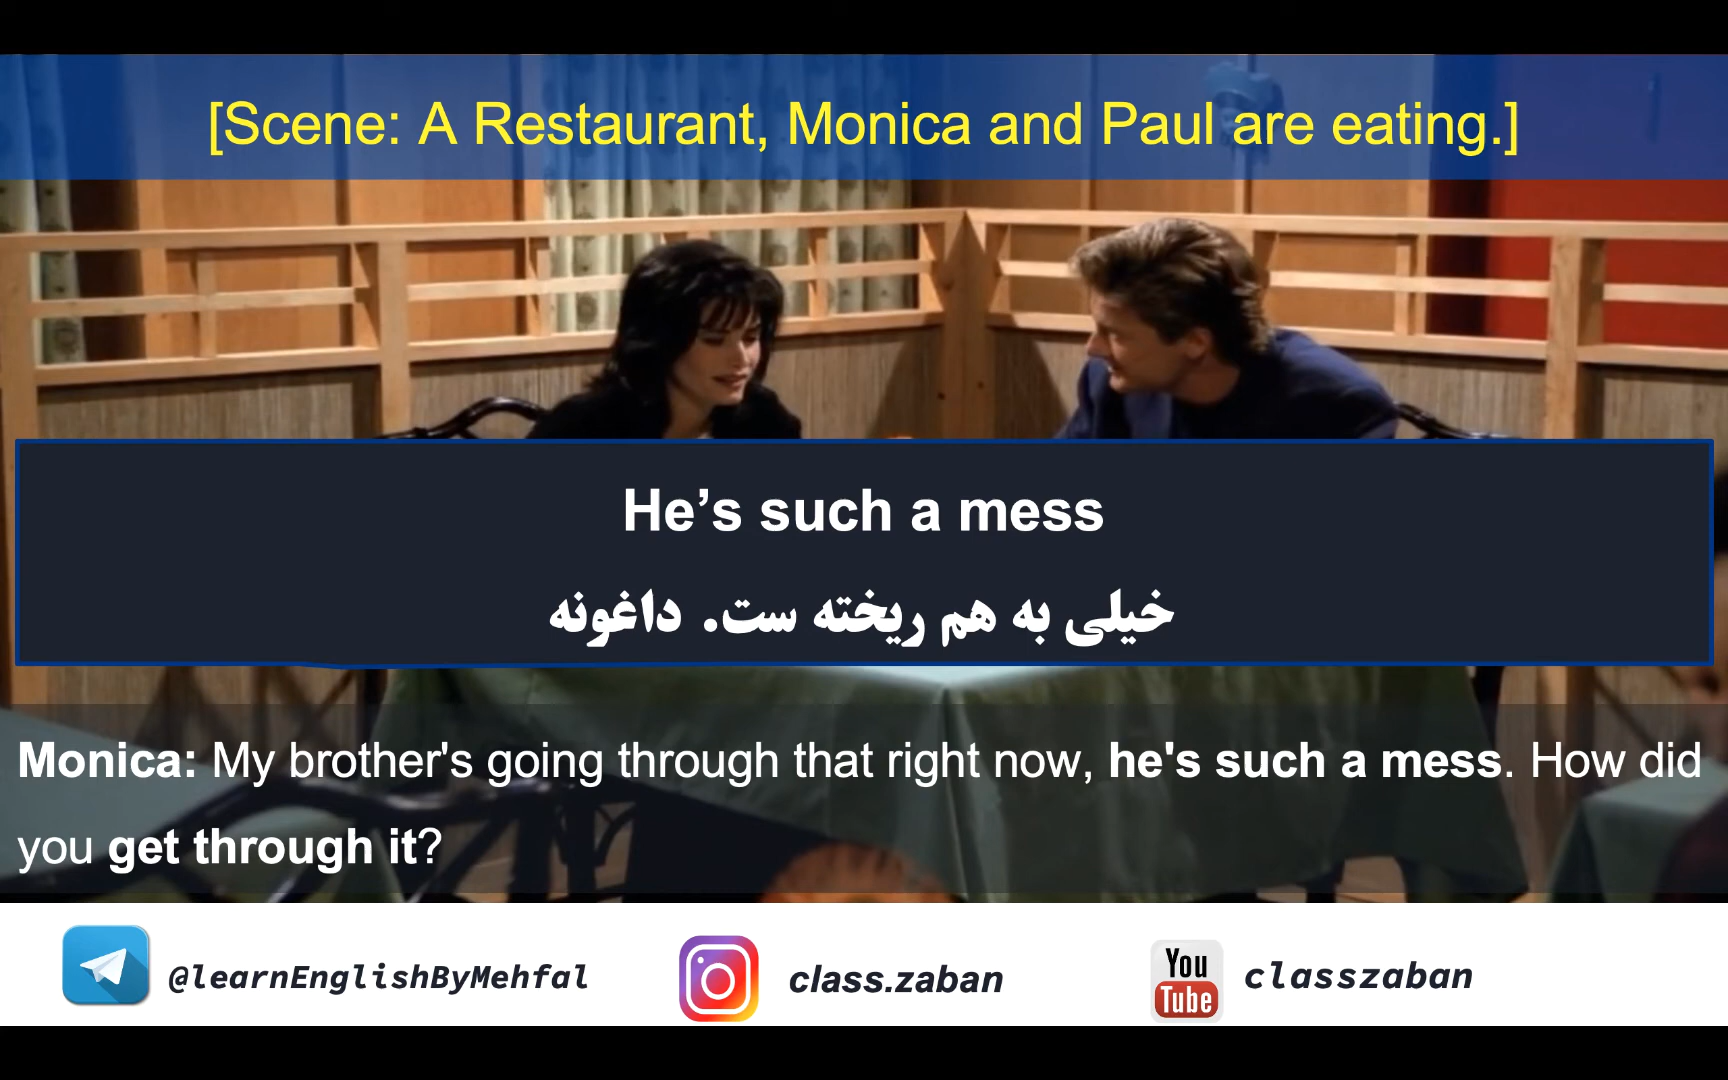 [Scene: A Restaurant, Monica and Paul are eating.]
He’s such a mess
خیلی به هم ریخته ست. داغونه
Monica: My brother's going through that right now, he's such a mess. How did
you get through it?
@learnEnglishByMehfal
class.zaban
You
Tube
classzaban